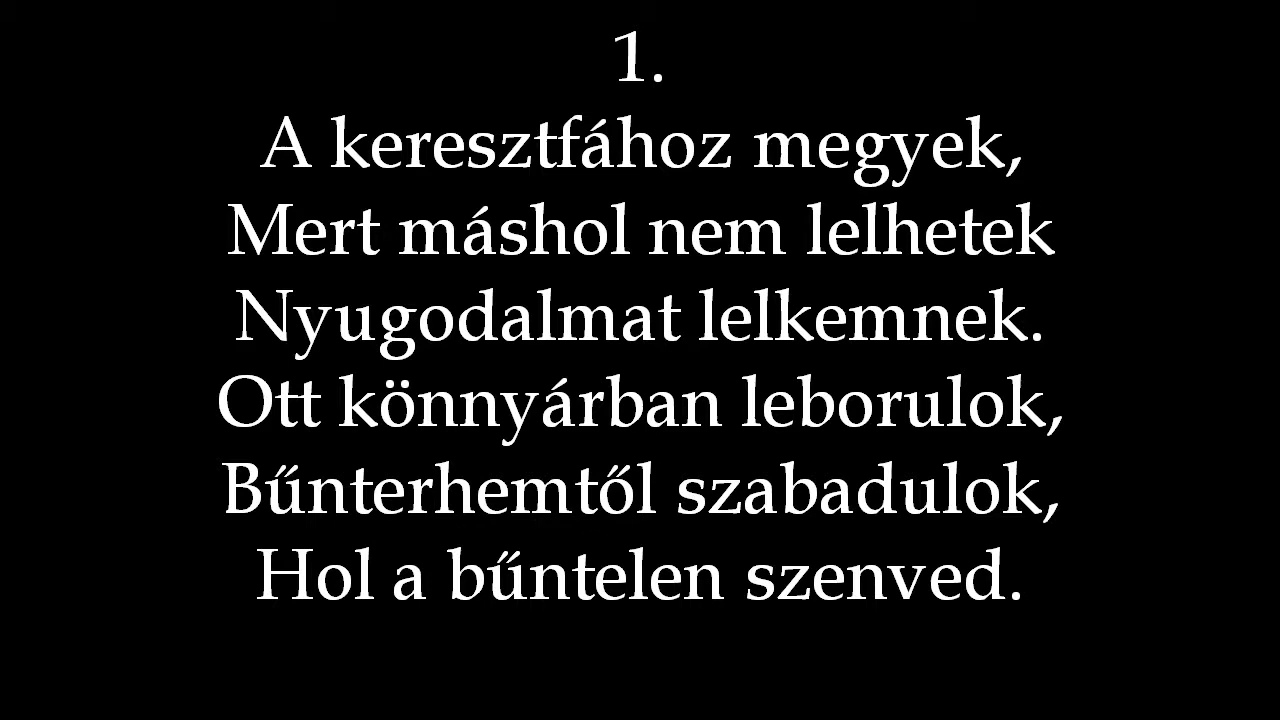 1.
A keresztfához megyek,
Mert máshol nem lelhetek
Nyugodalmat lelkemnek.
Ott könnyárban leborulok,
Bűnterhemtől szabadulok,
Hol a bűntelen szenved.